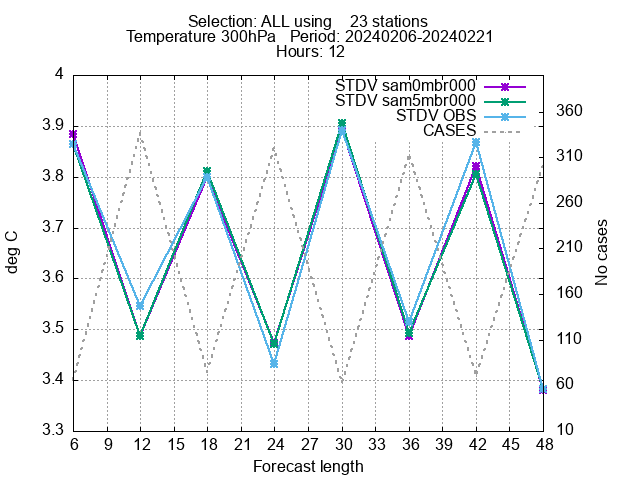 Selection: ALL using    23 stations
Temperature 300hPa   Period: 20240206-20240221
Hours: 12
STDV sam0mbr000
STDV sam5mbr000
STDV OBS
CASES
4
3.9
3.8
3.7
3.6
3.5
3.4
3.3
deg C
360
310
260
210
160
110
60
10
No cases
6 9 12 15 18 21 24 27 30 33 36 39 42 45 48
Forecast length